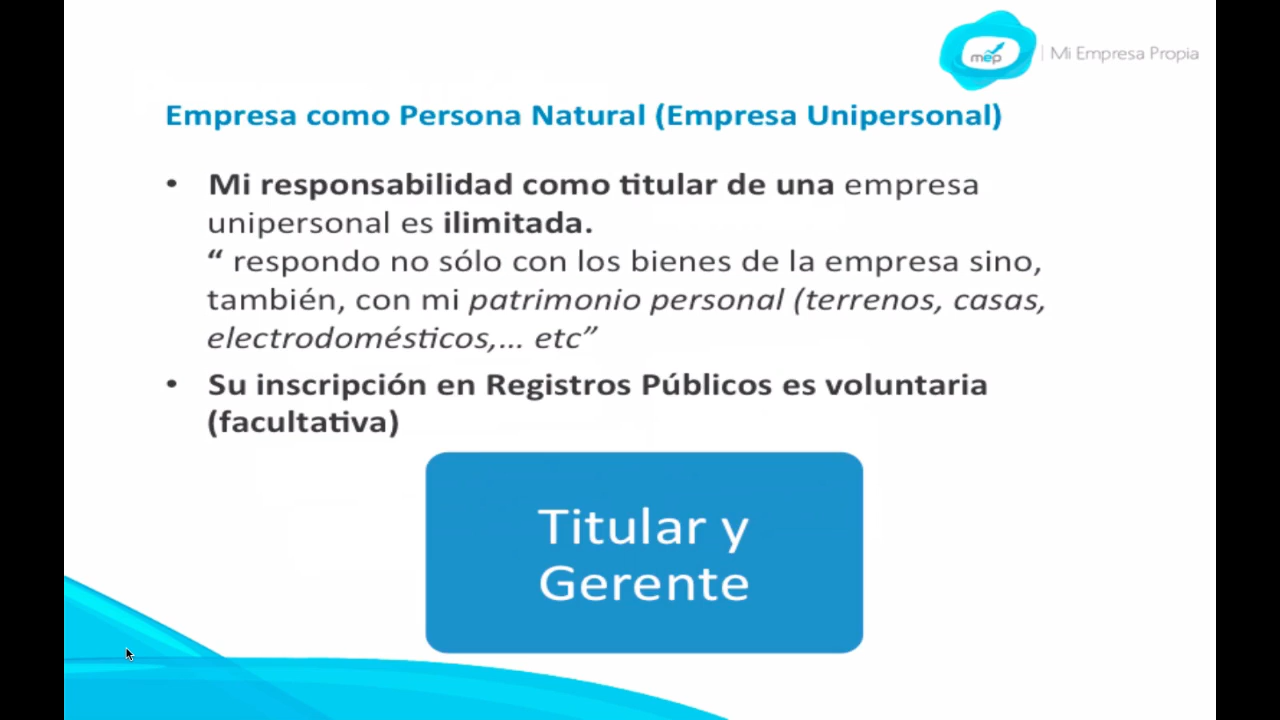 mep
Mi Empresa Propia
Empresa como Persona Natural (Empresa Unipersonal)
• Mi responsabilidad como titular de una empresa
unipersonal es ilimitada.
“ respondo no sólo con los bienes de la empresa sino,
también, con mi patrimonio personal (terrenos, casas,
electrodomésticos,... etc”
• Su inscripción en Registros Públicos es voluntaria
(facultativa)
Titular y
Gerente